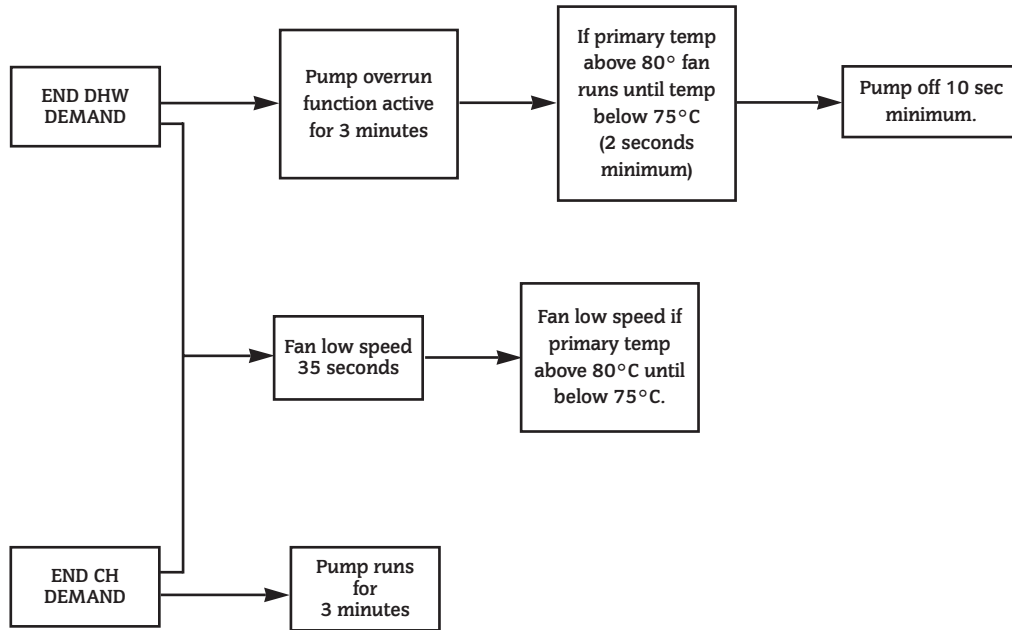 END DHW
DEMAND
Pump overrun
function active
for 3 minutes
If primary temp
above 80° fan
runs until temp
below 75°C
(2 seconds
minimum)
Pump off 10 sec
minimum.
Fan low speed
35 seconds
Fan low speed if
primary temp
above 80°C until
below 75°C.
END CH
DEMAND
Pump runs
for
3 minutes